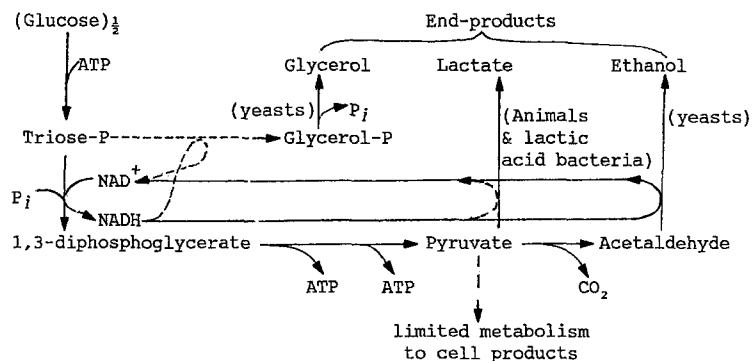 (Glucose)½ End-products
ATP Glycerol Lactate Ethanol
(yeasts) Pi (Animals & lactic acid bacteria) (yeasts)
Triose-P Glycerol-P
NAD+
Pi
NADH
1,3-diphosphoglycerate Pyruvate Acetaldehyde
ATP ATP CO₂
limited metabolism
to cell products